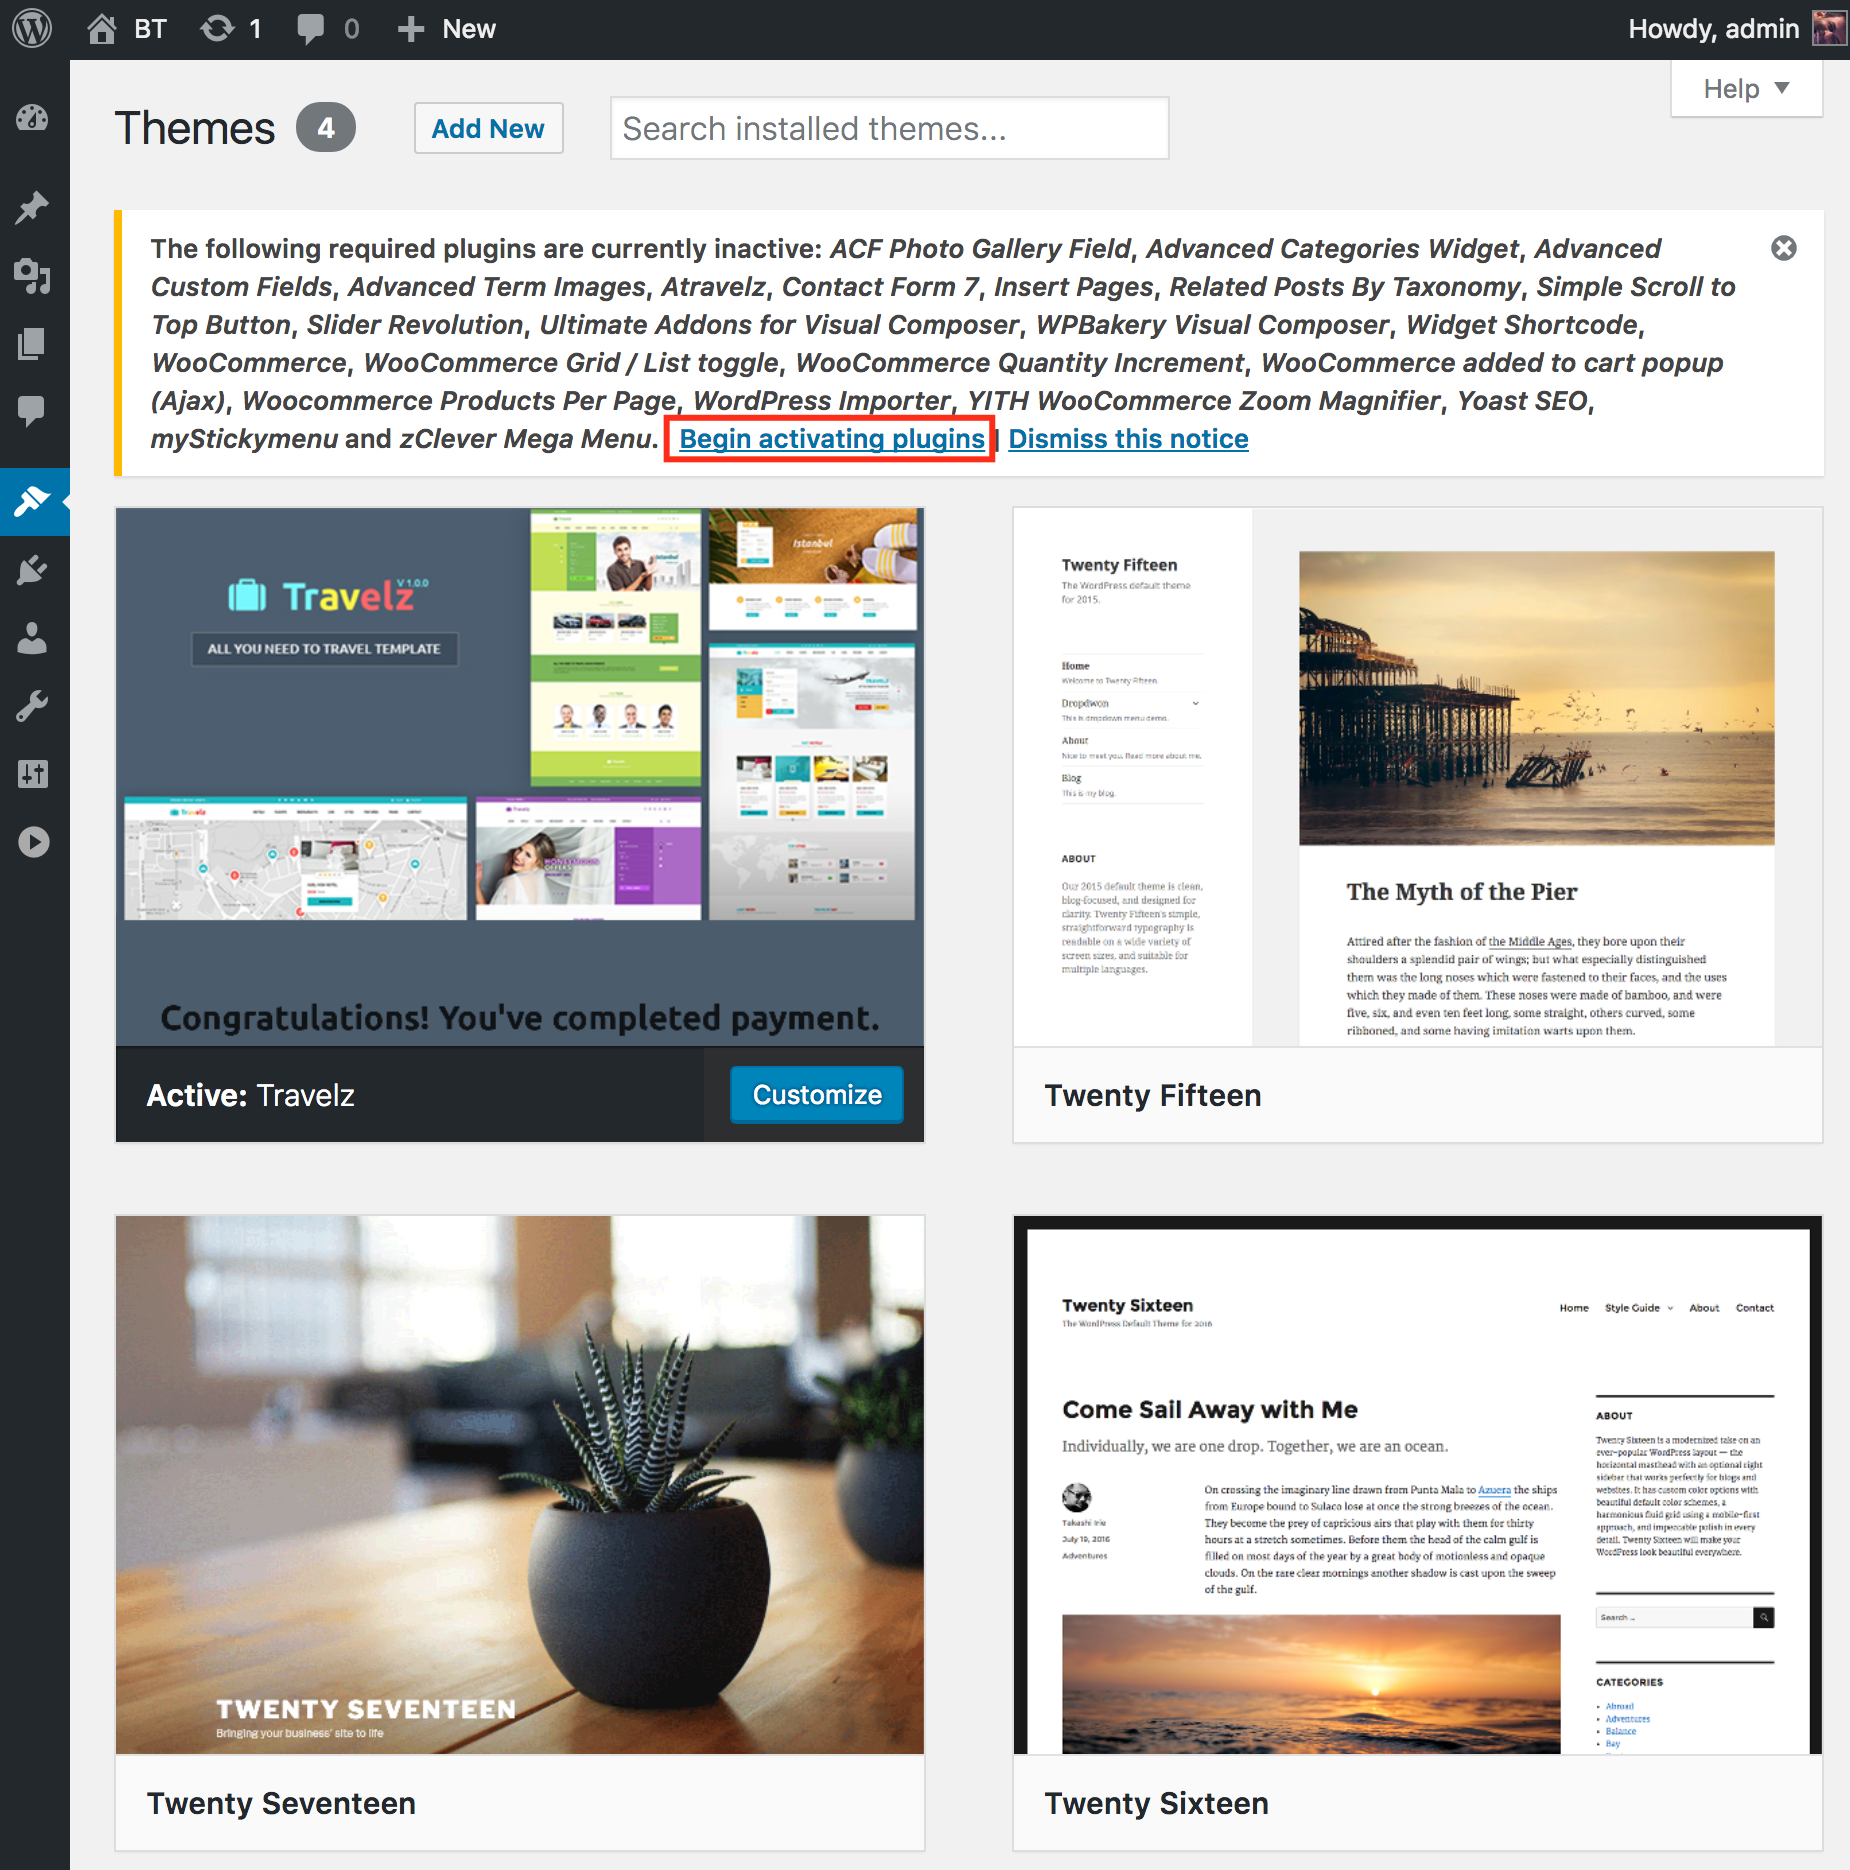 BT 1 0 New Howdy, admin
Help
Themes 4 Add New Search installed themes...
The following required plugins are currently inactive: ACF Photo Gallery Field, Advanced Categories Widget, Advanced
Custom Fields, Advanced Term Images, Atravelz, Contact Form 7, Insert Pages, Related Posts By Taxonomy, Simple Scroll to
Top Button, Slider Revolution, Ultimate Addons for Visual Composer, WPBakery Visual Composer, Widget Shortcode,
WooCommerce, WooCommerce Grid / List toggle, WooCommerce Quantity Increment, WooCommerce added to cart popup
(Ajax), Woocommerce Products Per Page, WordPress Importer, YITH WooCommerce Zoom Magnifier, Yoast SEO,
myStickymenu and zClever Mega Menu. Begin activating plugins | Dismiss this notice
Travelz V 1.0.0
ALL YOU NEED TO TRAVEL TEMPLATE
Istanbul
TRAVELZ
Travelz
HONEYMOON
OFFERS
Congratulations! You've completed payment.
Active: Travelz Customize
Twenty Fifteen
The WordPress default theme
for 2015.
Home
Welcome to Twenty Fifteen.
Dropdwon
This is dropdown menu demo.
About
Nice to meet you. Read more about me.
Blog
This is my blog.
ABOUT
Our 2015 default theme is clean,
blog-focused, and designed for
clarity. Twenty Fifteen's simple,
straightforward typography is
readable on a wide variety of
screen sizes, and suitable for
multiple languages.
The Myth of the Pier
Attired after the fashion of the Middle Ages, they bore upon their
shoulders a splendid pair of wings; but what especially distinguished
them was the long noses which were fastened to their faces, and the uses
which they made of them. These noses were made of bamboo, and were
five, six, and even ten feet long, some straight, others curved, some
ribboned, and some having imitation warts upon them.
Twenty Fifteen
TWENTY SEVENTEEN
Bringing your business' site to life
Twenty Seventeen
Twenty Sixteen
The WordPress Default Theme for 2016
Home Style Guide About Contact
Come Sail Away with Me
Individually, we are one drop. Together, we are an ocean.
Takashi Irie
July 19, 2016
Adventures
On crossing the imaginary line drawn from Punta Mala to Azuera the ships
from Europe bound to Sulaco lose at once the strong breezes of the ocean.
They become the prey of capricious airs that play with them for thirty
hours at a stretch sometimes. Before them the head of the calm gulf is
filled on most days of the year by a great body of motionless and opaque
clouds. On the rare clear mornings another shadow is cast upon the sweep
of the gulf.
ABOUT
Twenty Sixteen is a modernized take on an
ever-popular WordPress layout — the
horizontal masthead with an optional right
sidebar that works perfectly for blogs and
websites. It has custom color options with
beautiful default color schemes, a
harmonious fluid grid using a mobile-first
approach, and impeccable polish in every
detail. Twenty Sixteen will make your
WordPress look beautiful everywhere.
Search …
CATEGORIES
Abroad
Adventures
Balance
Bay
Twenty Sixteen